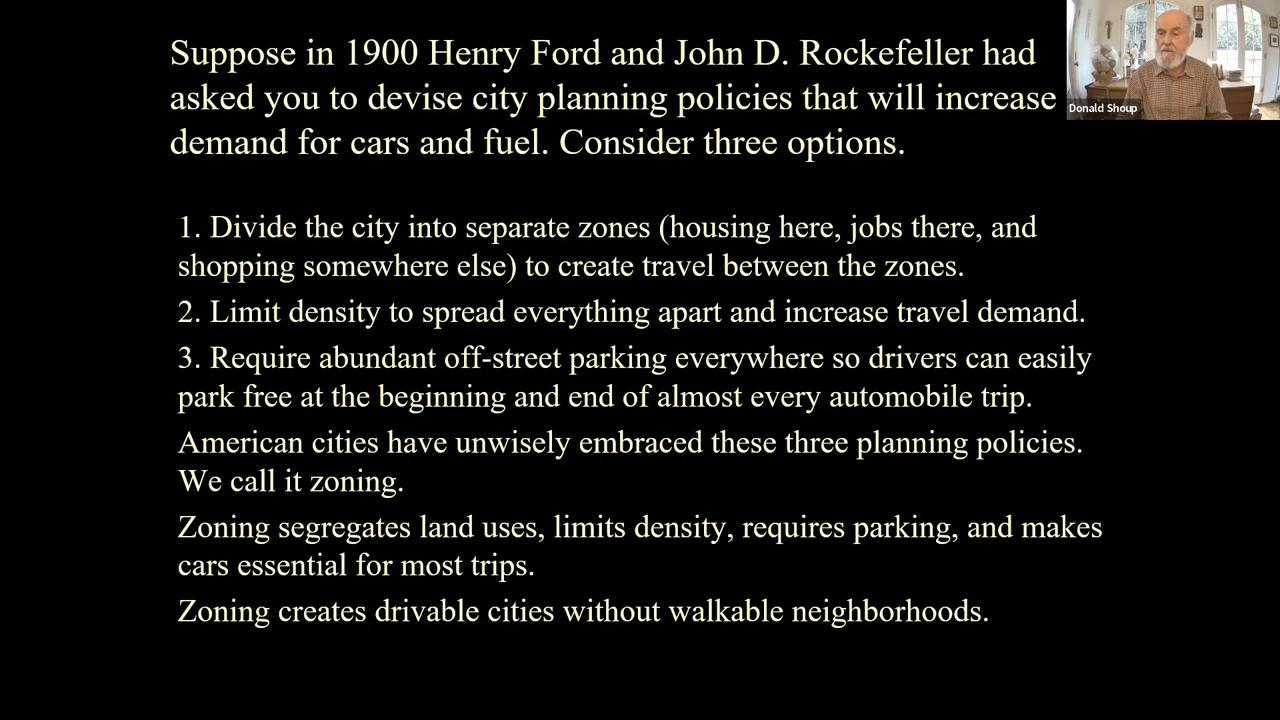 Suppose in 1900 Henry Ford and John D. Rockefeller had
asked you to devise city planning policies that will increase
demand for cars and fuel. Consider three options.
Donald Shoup
1. Divide the city into separate zones (housing here, jobs there, and
shopping somewhere else) to create travel between the zones.
2. Limit density to spread everything apart and increase travel demand.
3. Require abundant off-street parking everywhere so drivers can easily
park free at the beginning and end of almost every automobile trip.
American cities have unwisely embraced these three planning policies.
We call it zoning.
Zoning segregates land uses, limits density, requires parking, and makes
cars essential for most trips.
Zoning creates drivable cities without walkable neighborhoods.